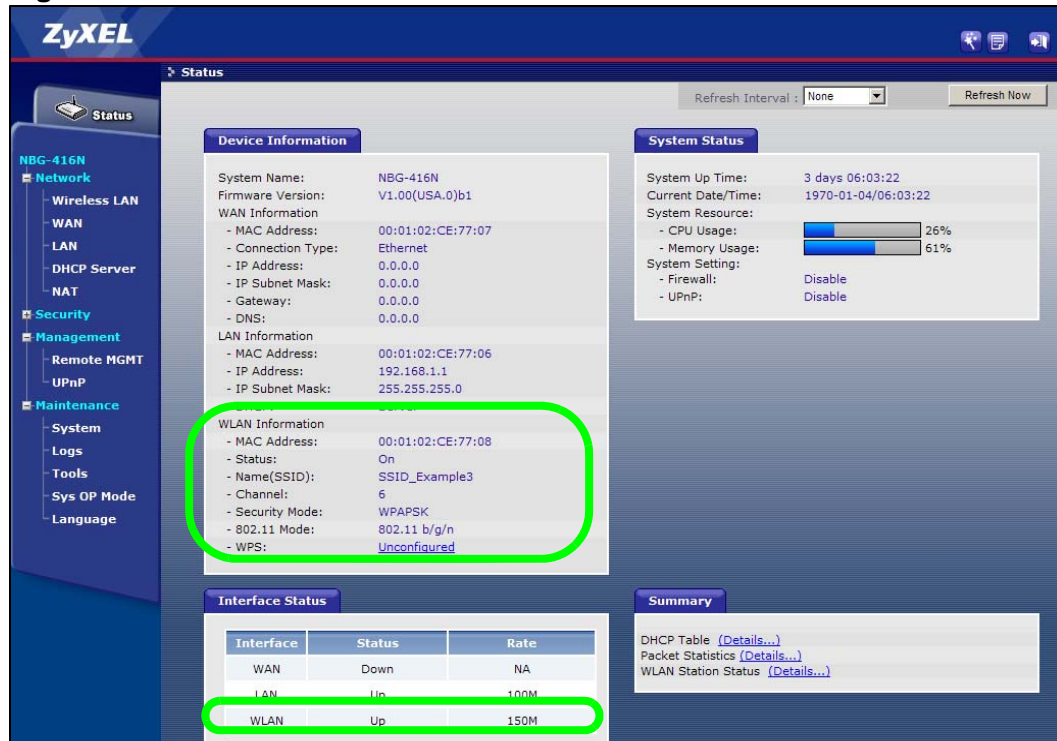 ZyXEL
Status
Refresh Interval : None
Refresh Now
Status
NBG-416N
Network
Wireless LAN
WAN
LAN
DHCP Server
NAT
Security
Management
Remote MGMT
UPnP
Maintenance
System
Logs
Tools
Sys OP Mode
Language
Device Information
System Name: NBG-416N
Firmware Version: V1.00(USA.0)b1
WAN Information
- MAC Address: 00:01:02:CE:77:07
- Connection Type: Ethernet
- IP Address: 0.0.0.0
- IP Subnet Mask: 0.0.0.0
- Gateway: 0.0.0.0
- DNS: 0.0.0.0
LAN Information
- MAC Address: 00:01:02:CE:77:06
- IP Address: 192.168.1.1
- IP Subnet Mask: 255.255.255.0
WLAN Information
- MAC Address: 00:01:02:CE:77:08
- Status: On
- Name(SSID): SSID_Example3
- Channel: 6
- Security Mode: WPAPSK
- 802.11 Mode: 802.11 b/g/n
- WPS: Unconfigured
System Status
System Up Time: 3 days 06:03:22
Current Date/Time: 1970-01-04/06:03:22
System Resource:
- CPU Usage: 26%
- Memory Usage: 61%
System Setting:
- Firewall: Disable
- UPnP: Disable
Interface Status
Interface Status Rate
WAN Down NA
LAN Up 100M
WLAN Up 150M
Summary
DHCP Table (Details...)
Packet Statistics (Details...)
WLAN Station Status (Details...)